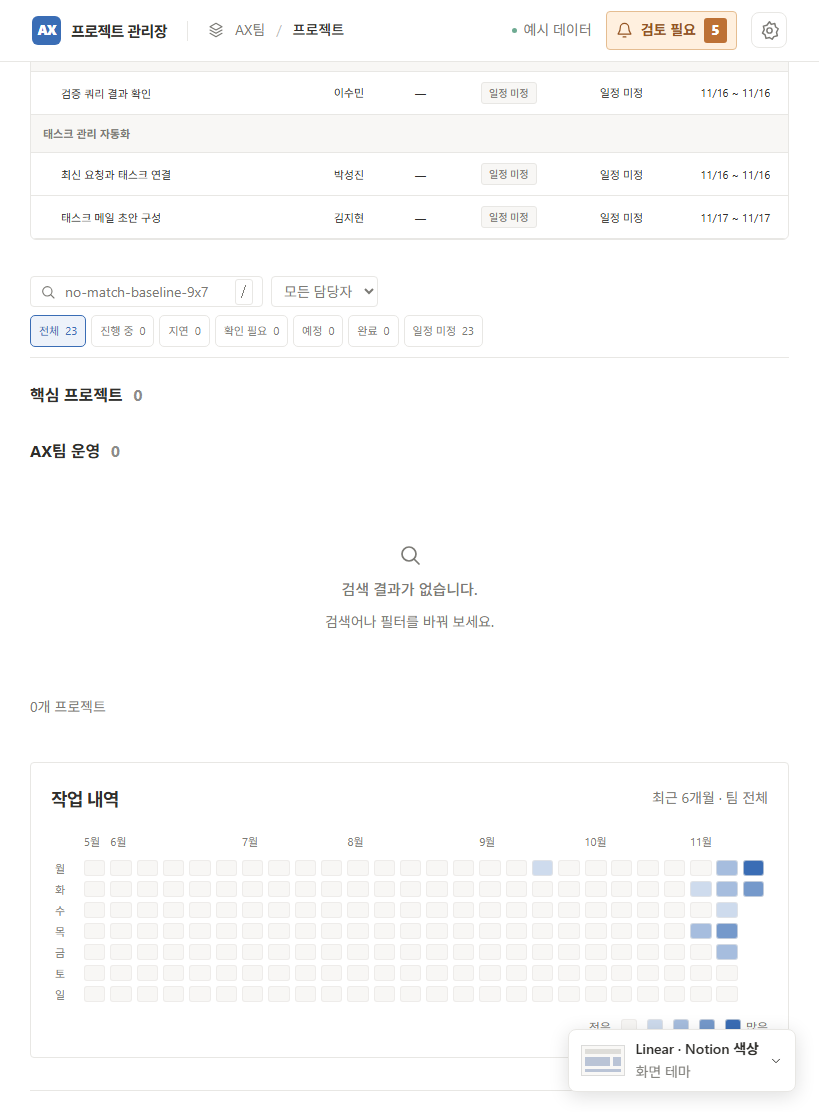 AX 프로젝트 관리장 AX팀 / 프로젝트 예시 데이터 검토 필요 5
검증 쿼리 결과 확인 이수민 — 일정 미정 일정 미정 11/16 ~ 11/16
태스크 관리 자동화
최신 요청과 태스크 연결 박성진 — 일정 미정 일정 미정 11/16 ~ 11/16
태스크 메일 초안 구성 김지현 — 일정 미정 일정 미정 11/17 ~ 11/17
no-match-baseline-9x7 / 모든 담당자
전체 23 진행 중 0 지연 0 확인 필요 0 예정 0 완료 0 일정 미정 23
핵심 프로젝트 0
AX팀 운영 0
검색 결과가 없습니다.
검색어나 필터를 바꿔 보세요.
0개 프로젝트
작업 내역 최근 6개월 · 팀 전체
5월 6월 7월 8월 9월 10월 11월
월
화
수
목
금
토
일
적음 많음
Linear · Notion 색상
화면 테마